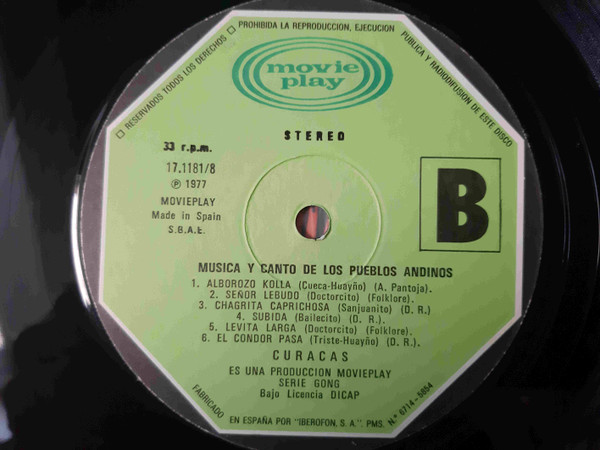 □ RESERVADOS TODOS LOS DERECHOS □ PROHIBIDA LA REPRODUCCION, EJECUCION PUBLICA Y RADIODIFUSION DE ESTE DISCO
movie
play
STEREO
33 r.p.m.
17.1181/8
Ⓟ 1977
MOVIEPLAY
Made in Spain
S.B.A.E.
B
MUSICA Y CANTO DE LOS PUEBLOS ANDINOS
1. ALBOROZO KOLLA (Cueca-Huayño) (A. Pantoja).
2. SEÑOR LEBUDO (Doctorcito) (Folklore).
3. CHAGRITA CAPRICHOSA (Sanjuanito) (D. R.)
4. SUBIDA (Bailecito) (D. R.).
5. LEVITA LARGA (Doctorcito) (Folklore).
6. EL CONDOR PASA (Triste-Huayño) (D. R.).
CURACAS
ES UNA PRODUCCION MOVIEPLAY
SERIE GONG
Bajo Licencia DICAP
FABRICADO EN ESPAÑA POR "IBEROFON, S. A.". PMS. N.º 6714-5854